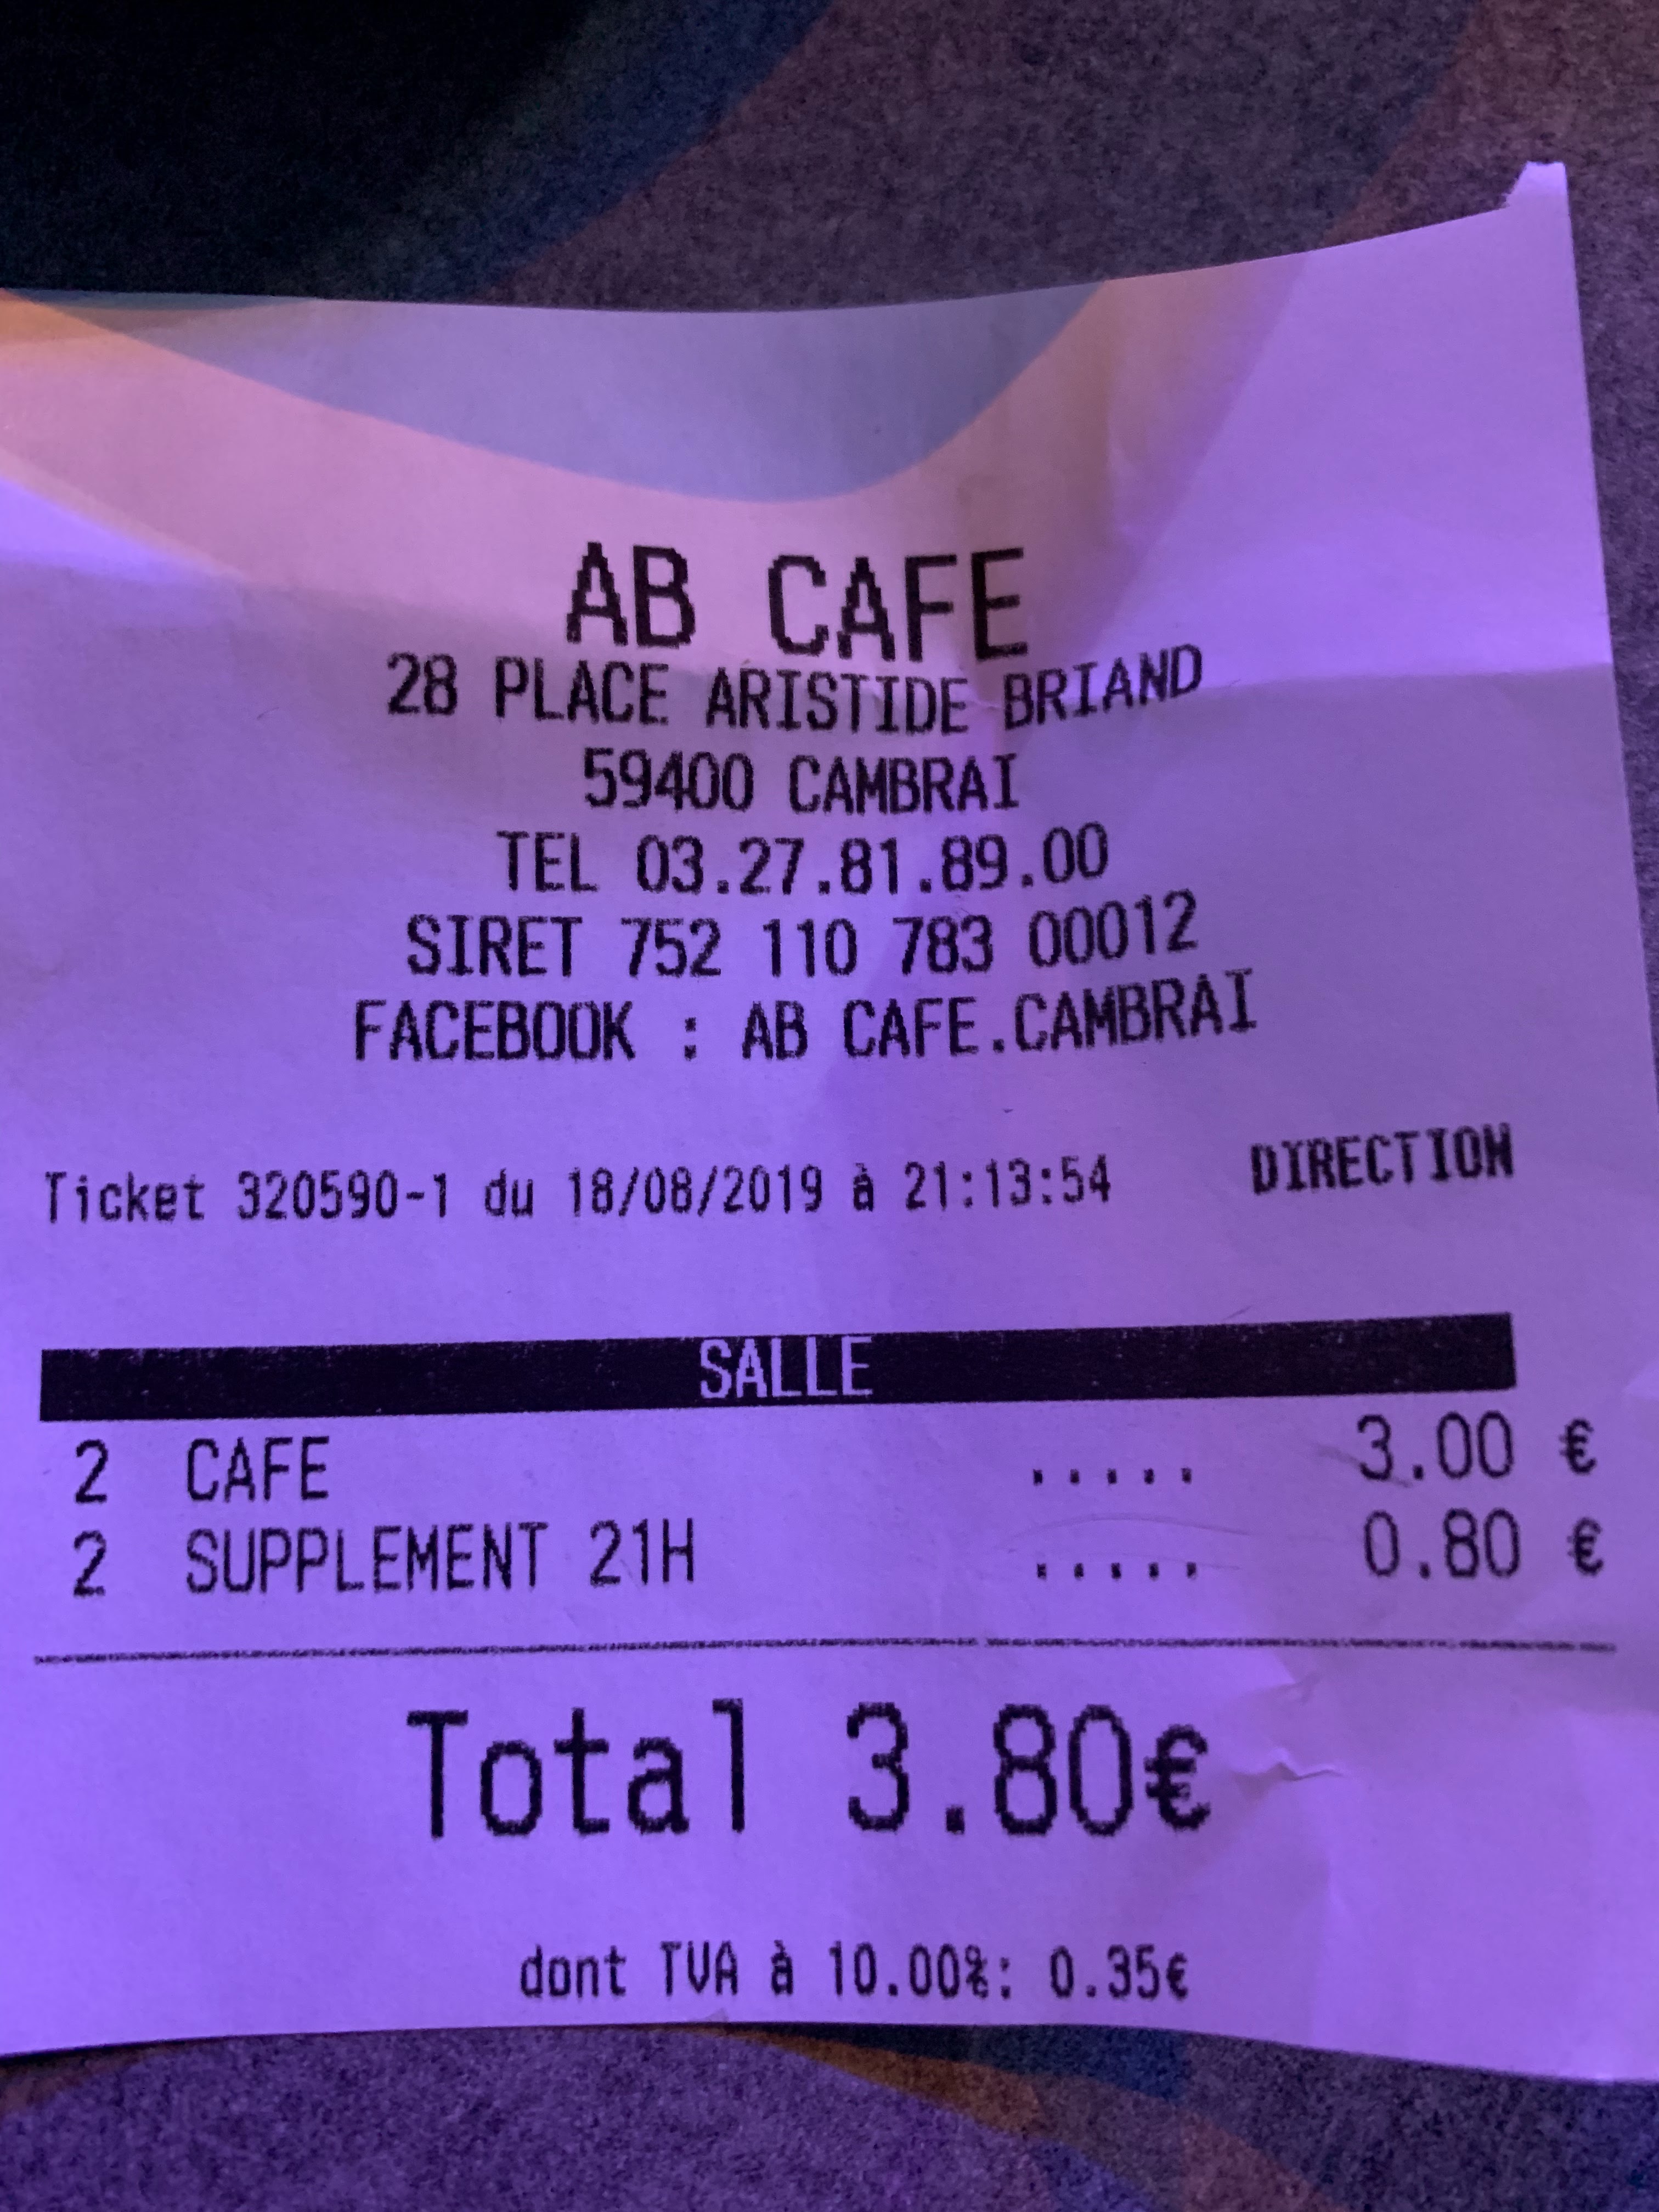 AB CAFE
28 PLACE ARISTIDE BRIAND
59400 CAMBRAI
TEL 03.27.81.89.00
SIRET 752 110 783 00012
FACEBOOK : AB CAFE.CAMBRAI
Ticket 320590-1 du 18/08/2019 à 21:13:54 DIRECTION
SALLE
2 CAFE ..... 3.00 €
2 SUPPLEMENT 21H ..... 0.80 €
Total 3.80€
dont TVA à 10.00%: 0.35€